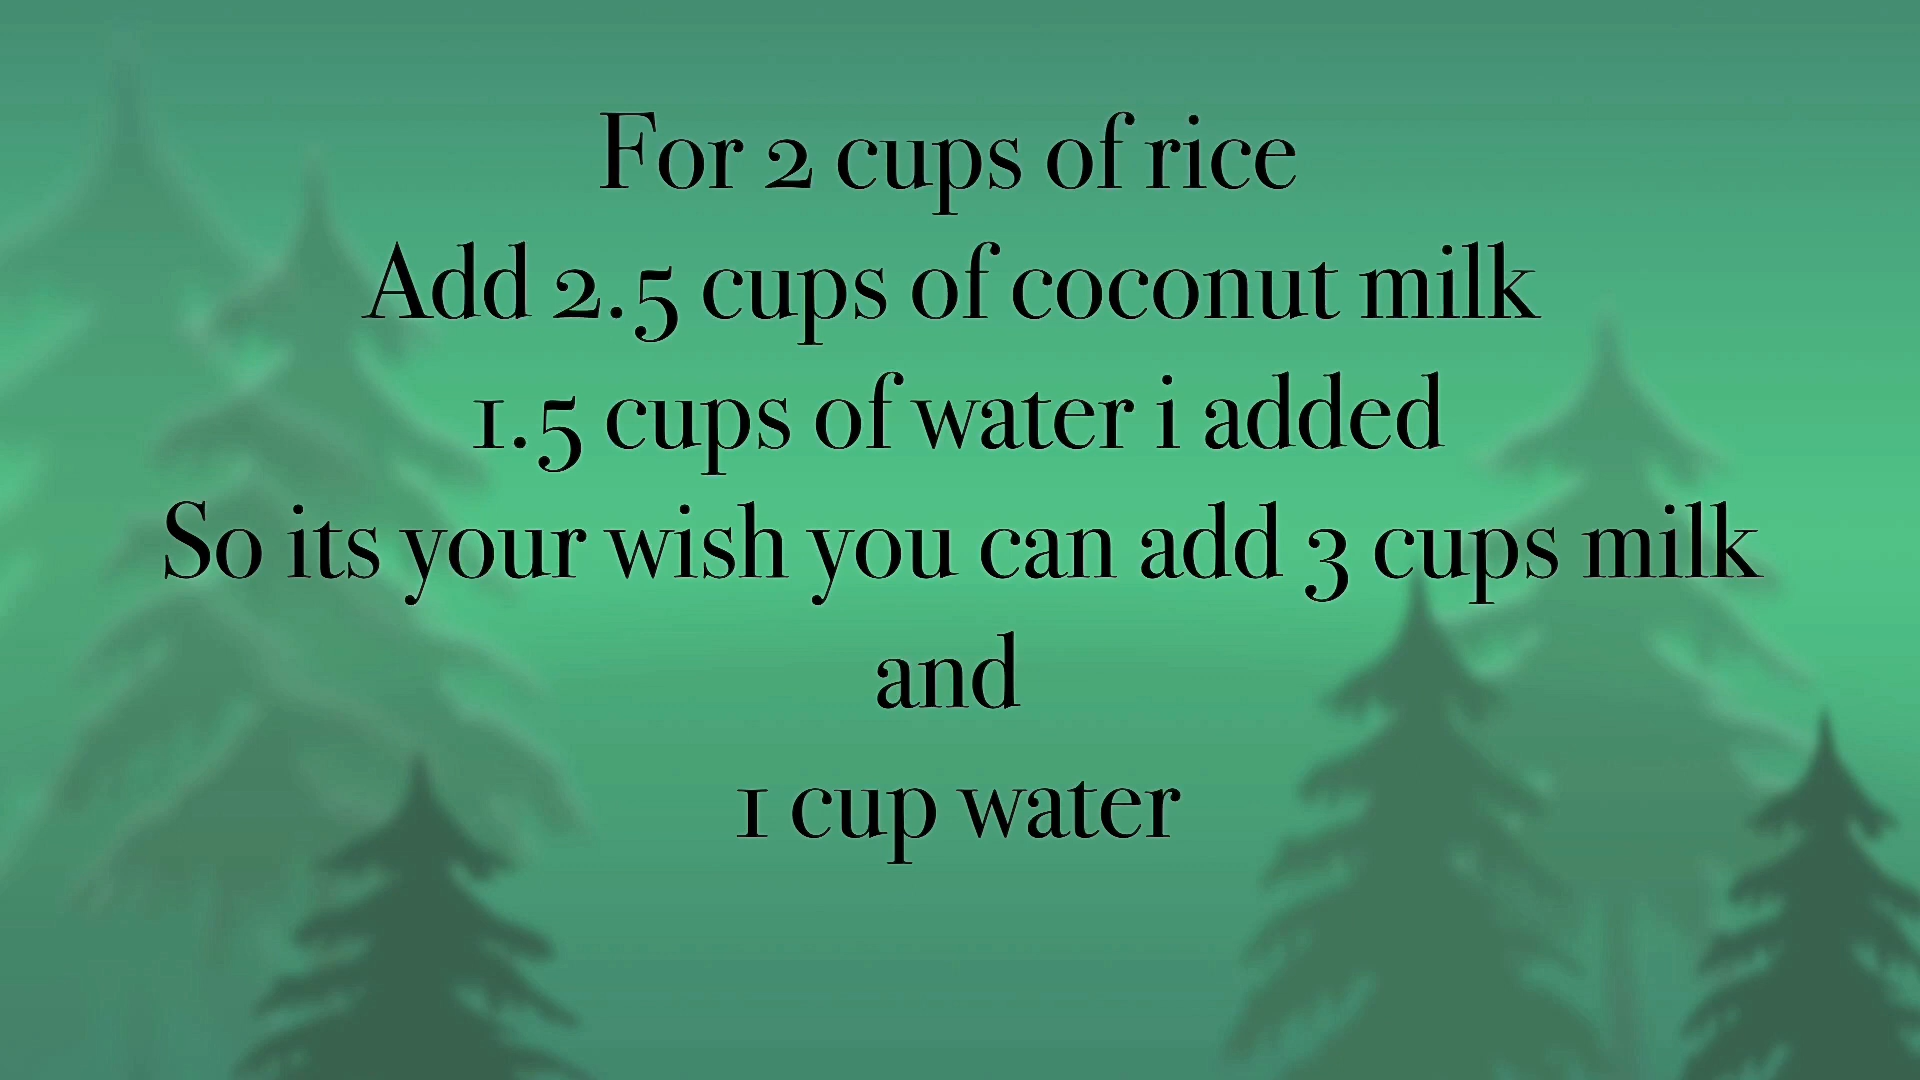 For 2 cups of rice
Add 2.5 cups of coconut milk
1.5 cups of water i added
So its your wish you can add 3 cups milk
and
1 cup water